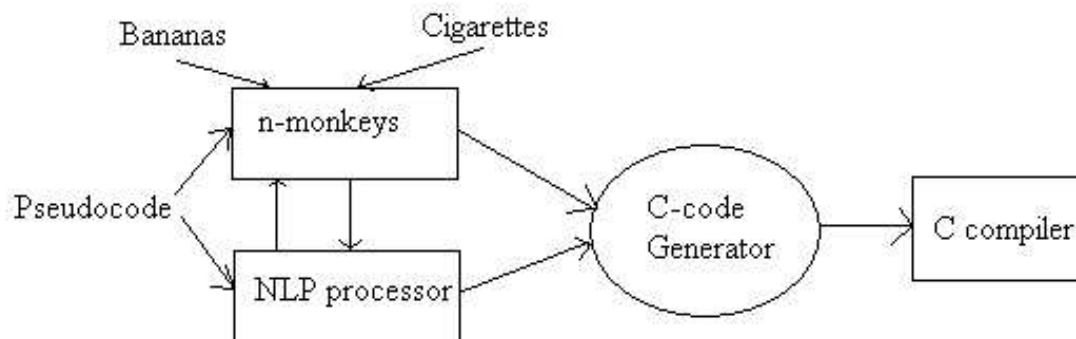 Bananas
Cigarettes
n-monkeys
Pseudocode
NLP processor
C-code
Generator
C compiler